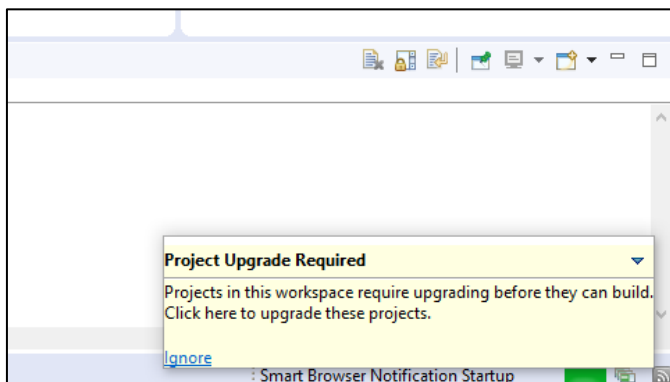 Project Upgrade Required
Projects in this workspace require upgrading before they can build.
Click here to upgrade these projects.
Ignore
: Smart Browser Notification Startup